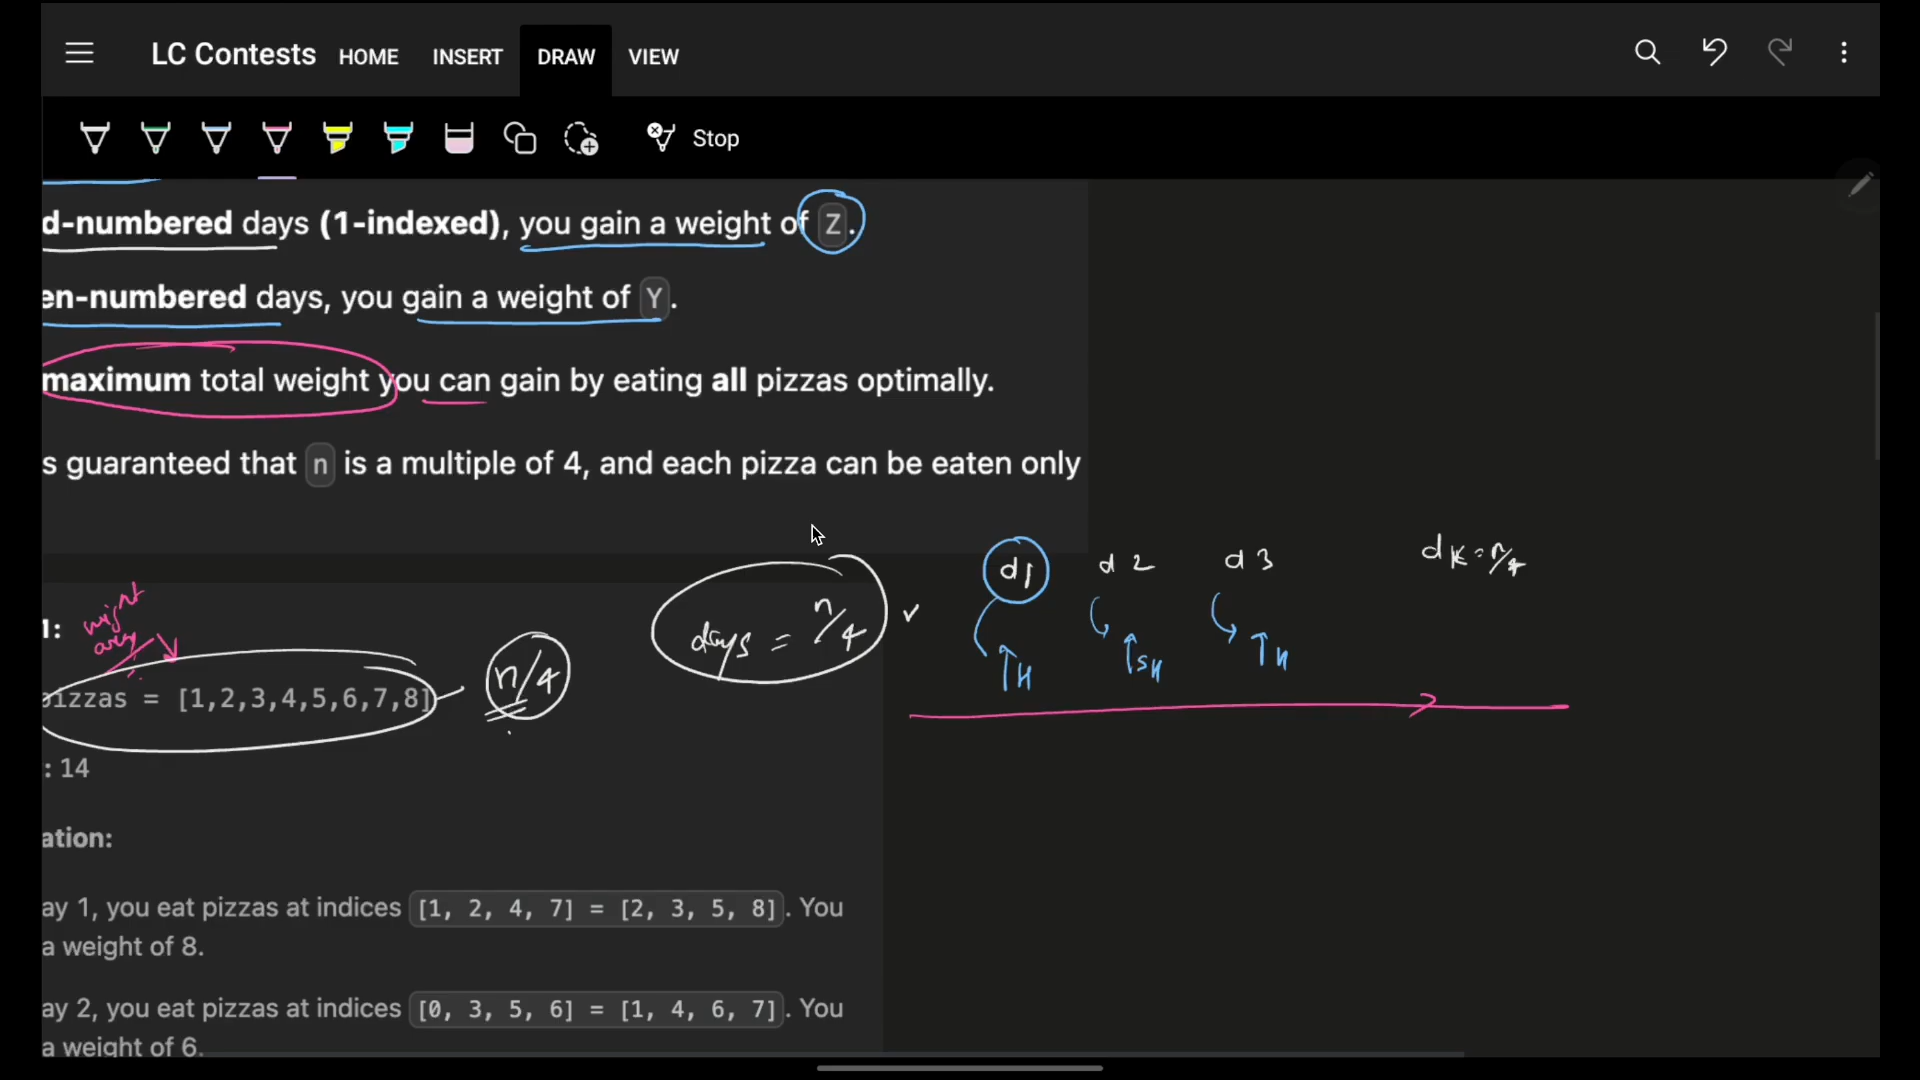 LC Contests HOME INSERT DRAW VIEW
Stop
d-numbered days (1-indexed), you gain a weight of Z.
en-numbered days, you gain a weight of Y.
maximum total weight you can gain by eating all pizzas optimally.
s guaranteed that n is a multiple of 4, and each pizza can be eaten only
d1 d2 d3 dk=n/4
days = n/4
1:
↑H ↑SH ↑H
pizzas = [1,2,3,4,5,6,7,8] n/4
: 14
ation:
ay 1, you eat pizzas at indices [1, 2, 4, 7] = [2, 3, 5, 8]. You
a weight of 8.
ay 2, you eat pizzas at indices [0, 3, 5, 6] = [1, 4, 6, 7]. You
a weight of 6.